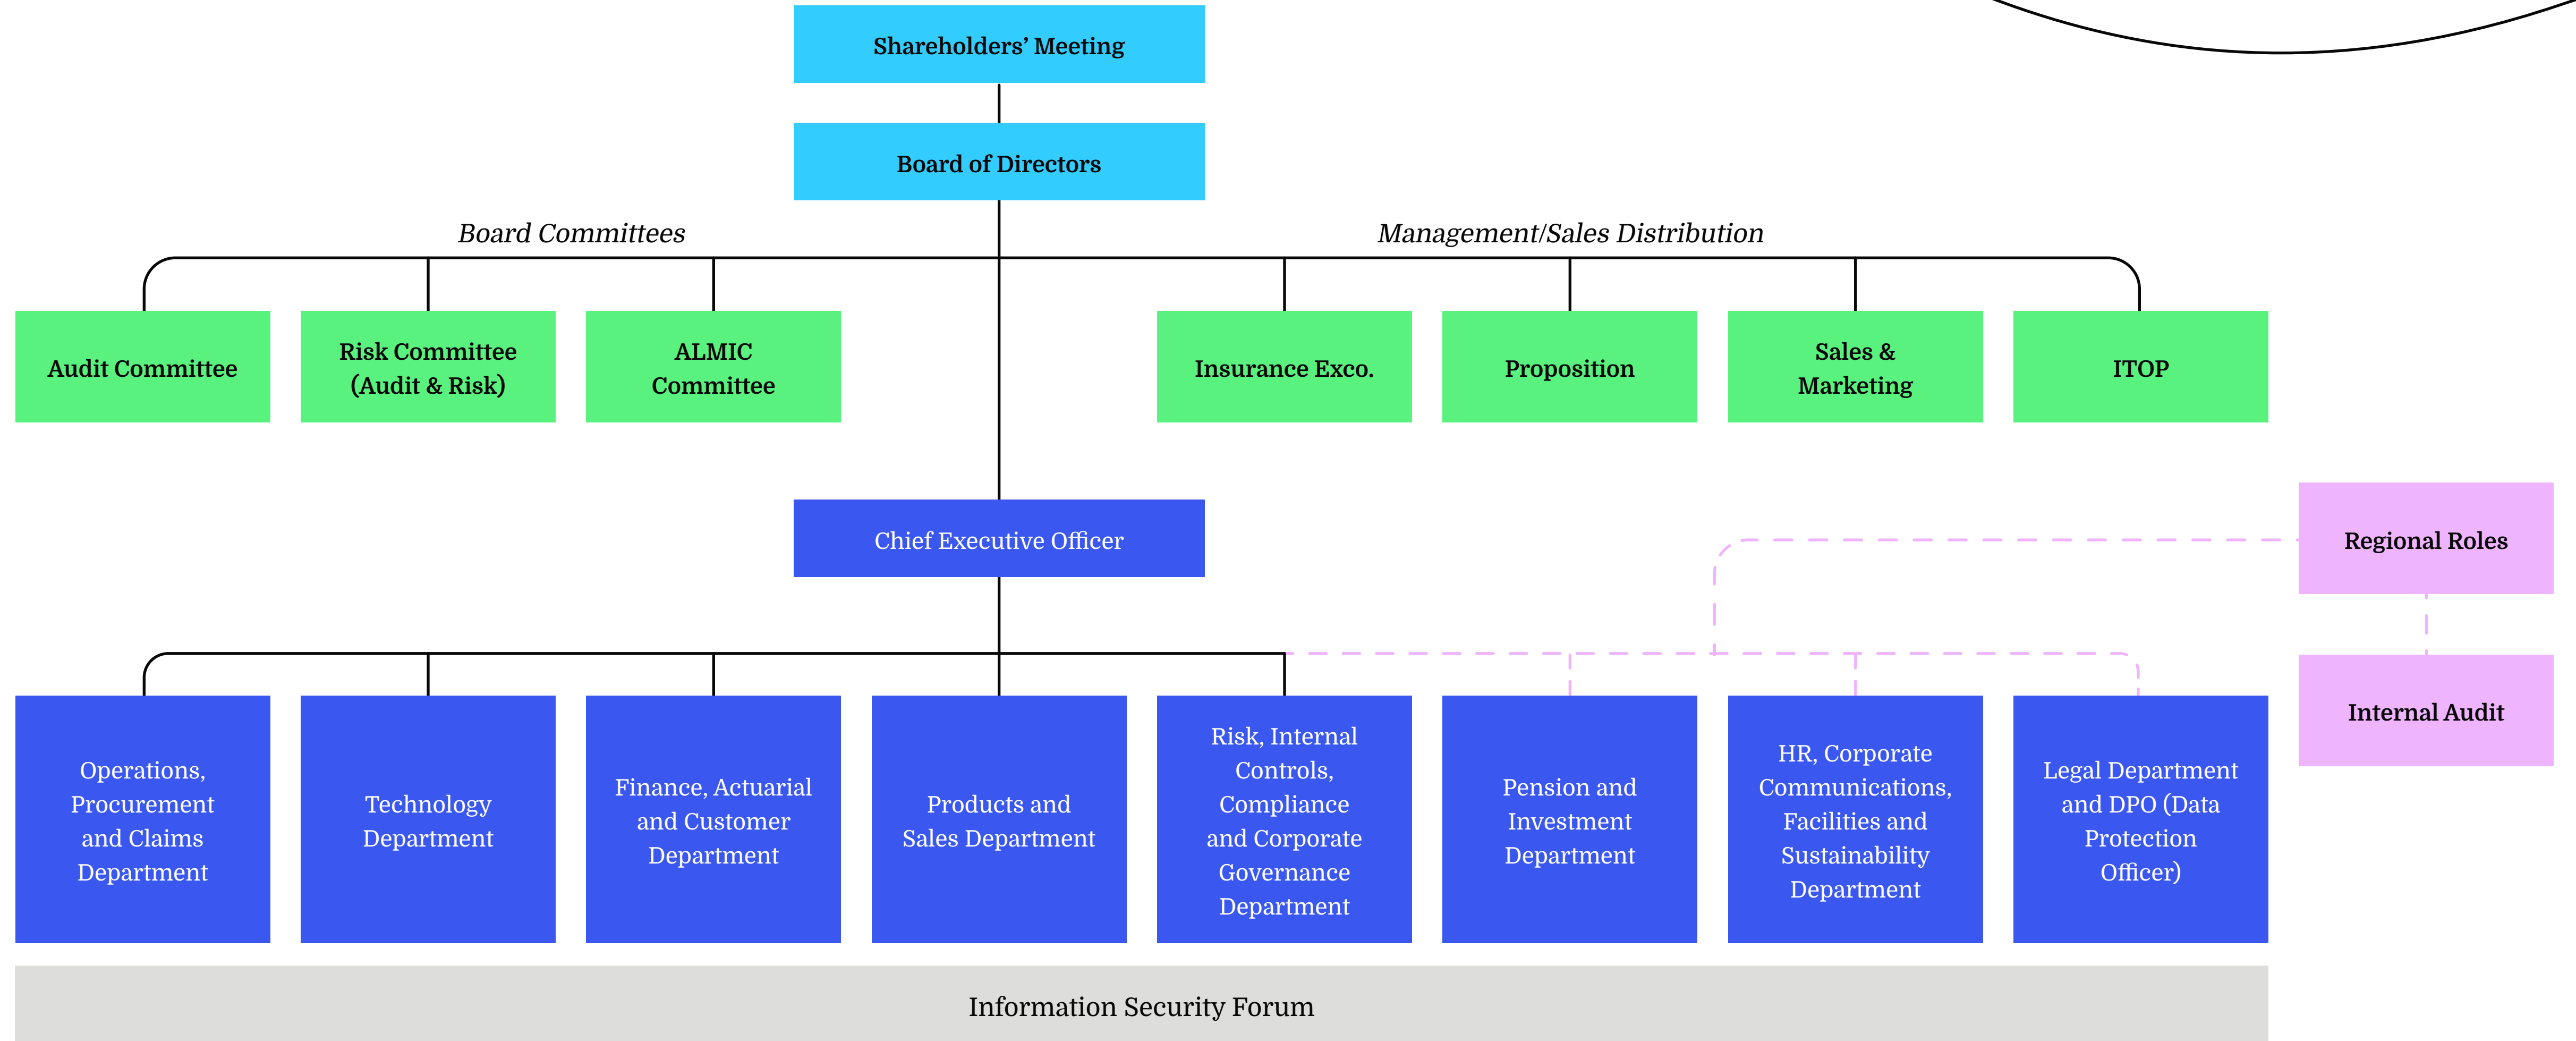 Shareholders’ Meeting
Board of Directors
Board Committees
Management/Sales Distribution
Audit Committee
Risk Committee
(Audit & Risk)
ALMIC
Committee
Insurance Exco.
Proposition
Sales &
Marketing
ITOP
Chief Executive Officer
Regional Roles
Internal Audit
Operations,
Procurement
and Claims
Department
Technology
Department
Finance, Actuarial
and Customer
Department
Products and
Sales Department
Risk, Internal
Controls,
Compliance
and Corporate
Governance
Department
Pension and
Investment
Department
HR, Corporate
Communications,
Facilities and
Sustainability
Department
Legal Department
and DPO (Data
Protection
Officer)
Information Security Forum